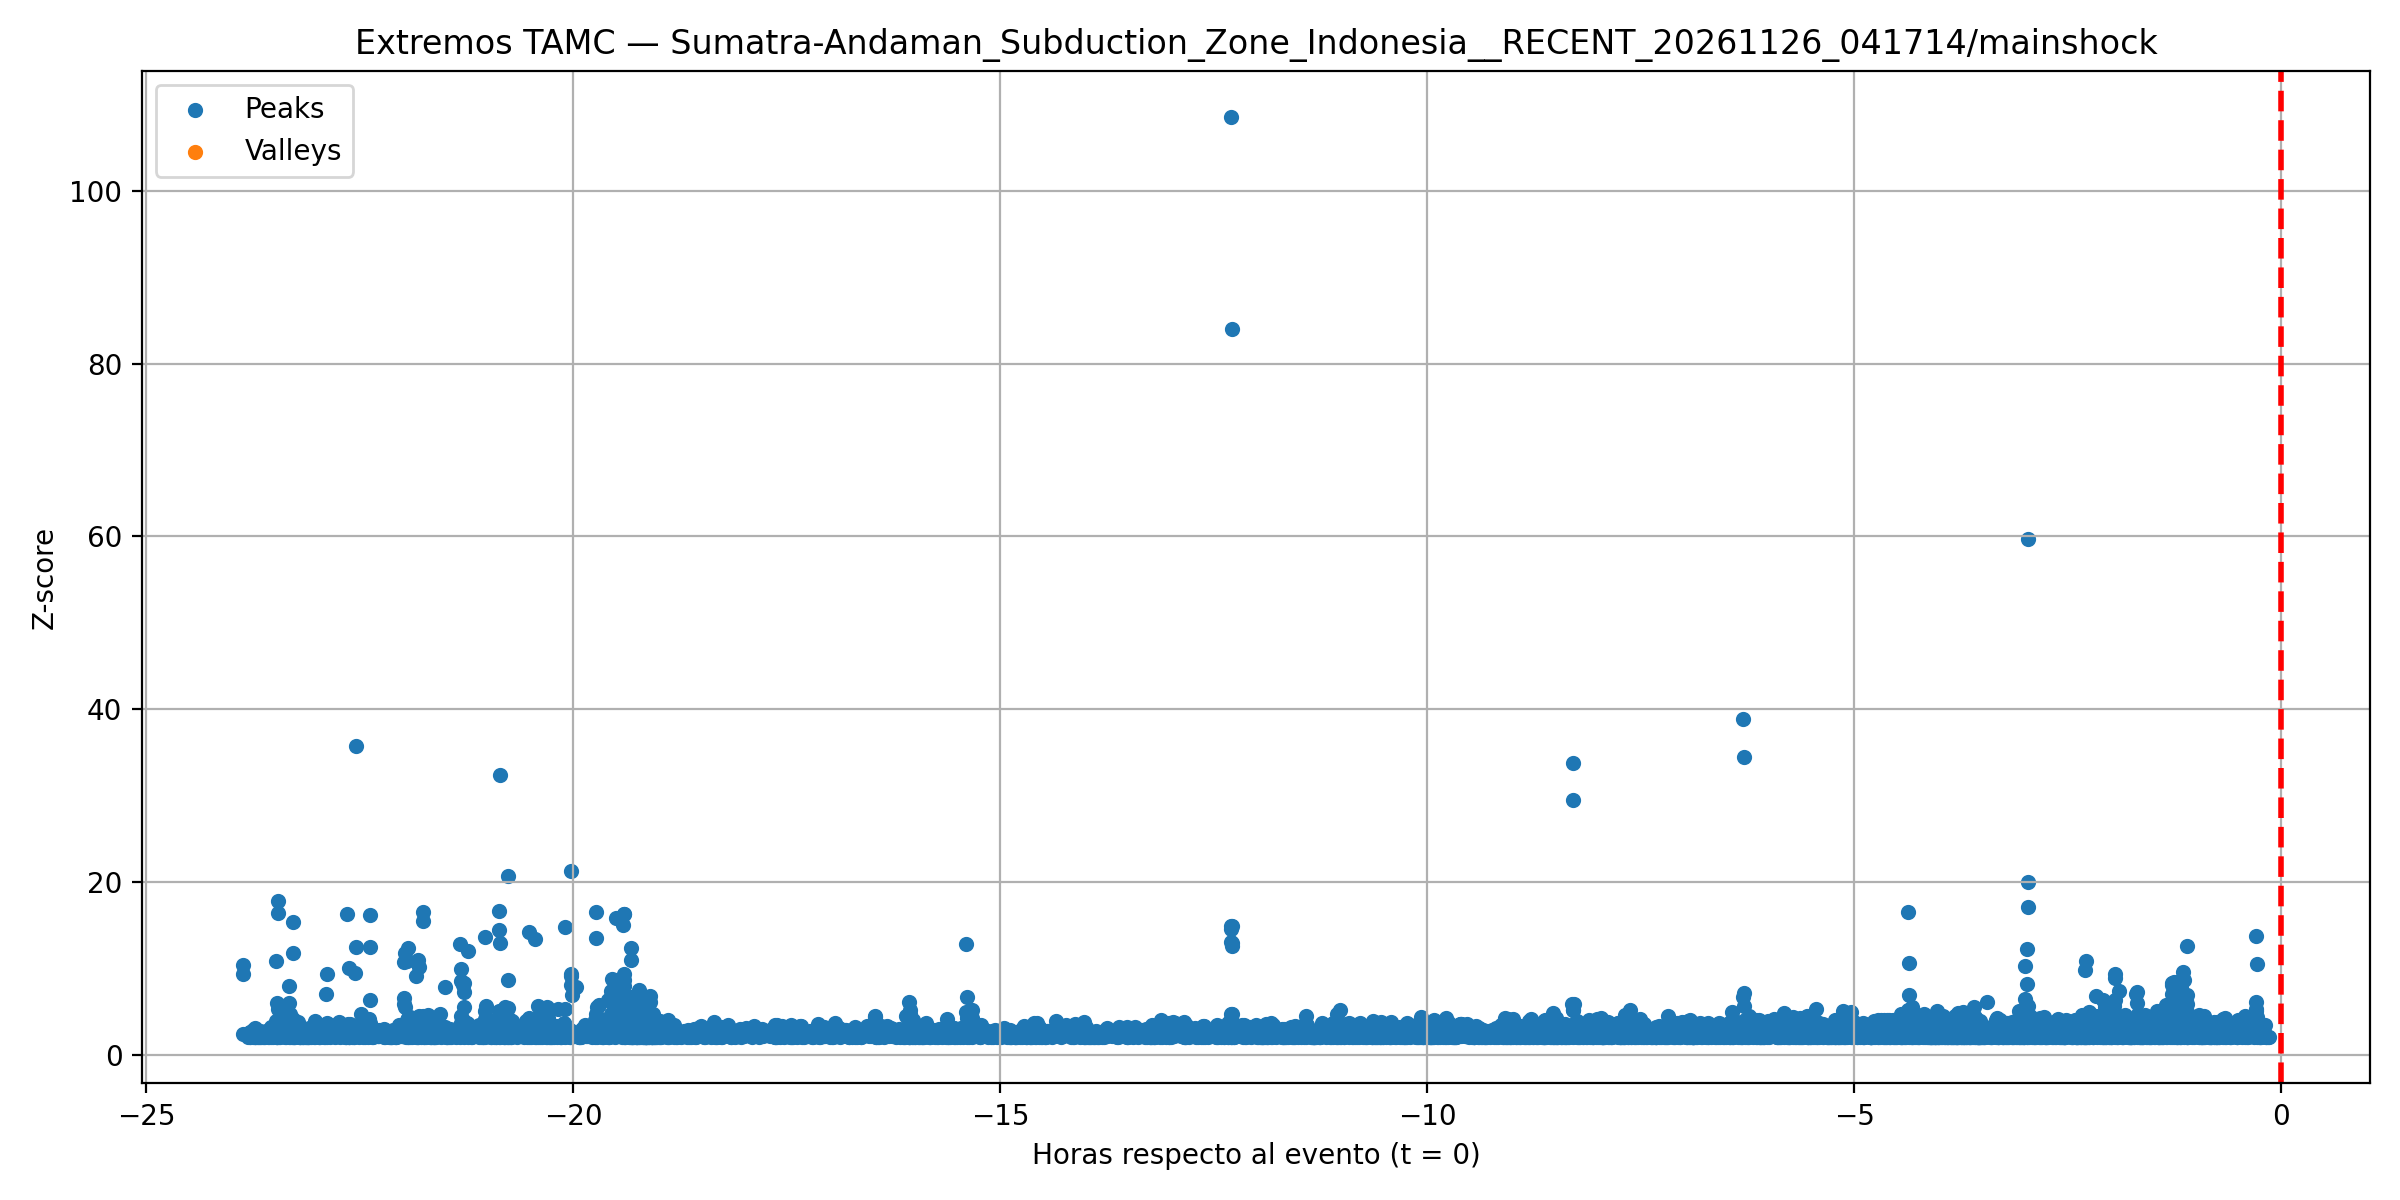 Extremos TAMC — Sumatra-Andaman_Subduction_Zone_Indonesia__RECENT_20261126_041714/mainshock
Peaks
Valleys
100
80
60
40
20
0
Z-score
−25
−20
−15
−10
−5
0
Horas respecto al evento (t = 0)